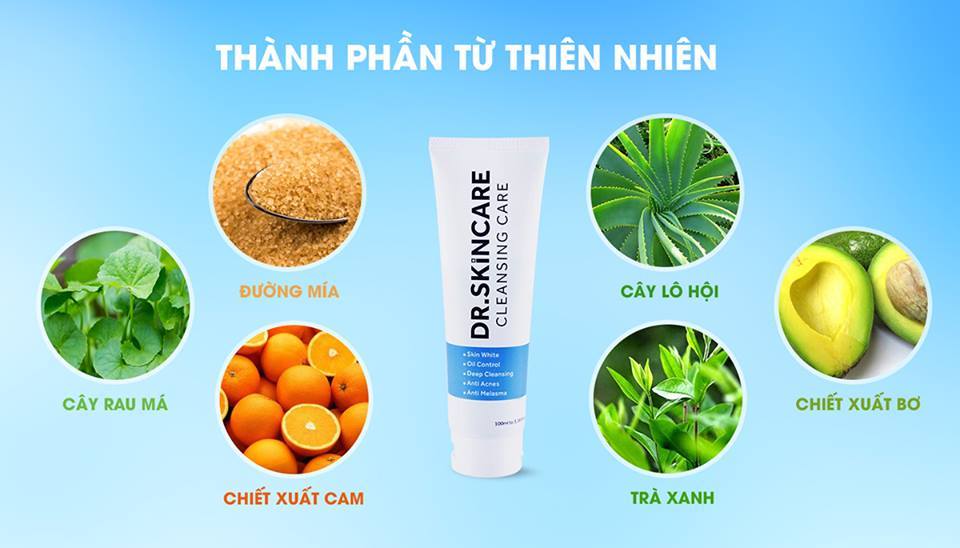 THÀNH PHẦN TỪ THIÊN NHIÊN
ĐƯỜNG MÍA
CÂY LÔ HỘI
CÂY RAU MÁ
CHIẾT XUẤT BƠ
CHIẾT XUẤT CAM
TRÀ XANH
DR.SKINCARE
CLEANSING CARE
Skin White
Oil Control
Deep Cleansing
Anti Acnes
Anti Melasma